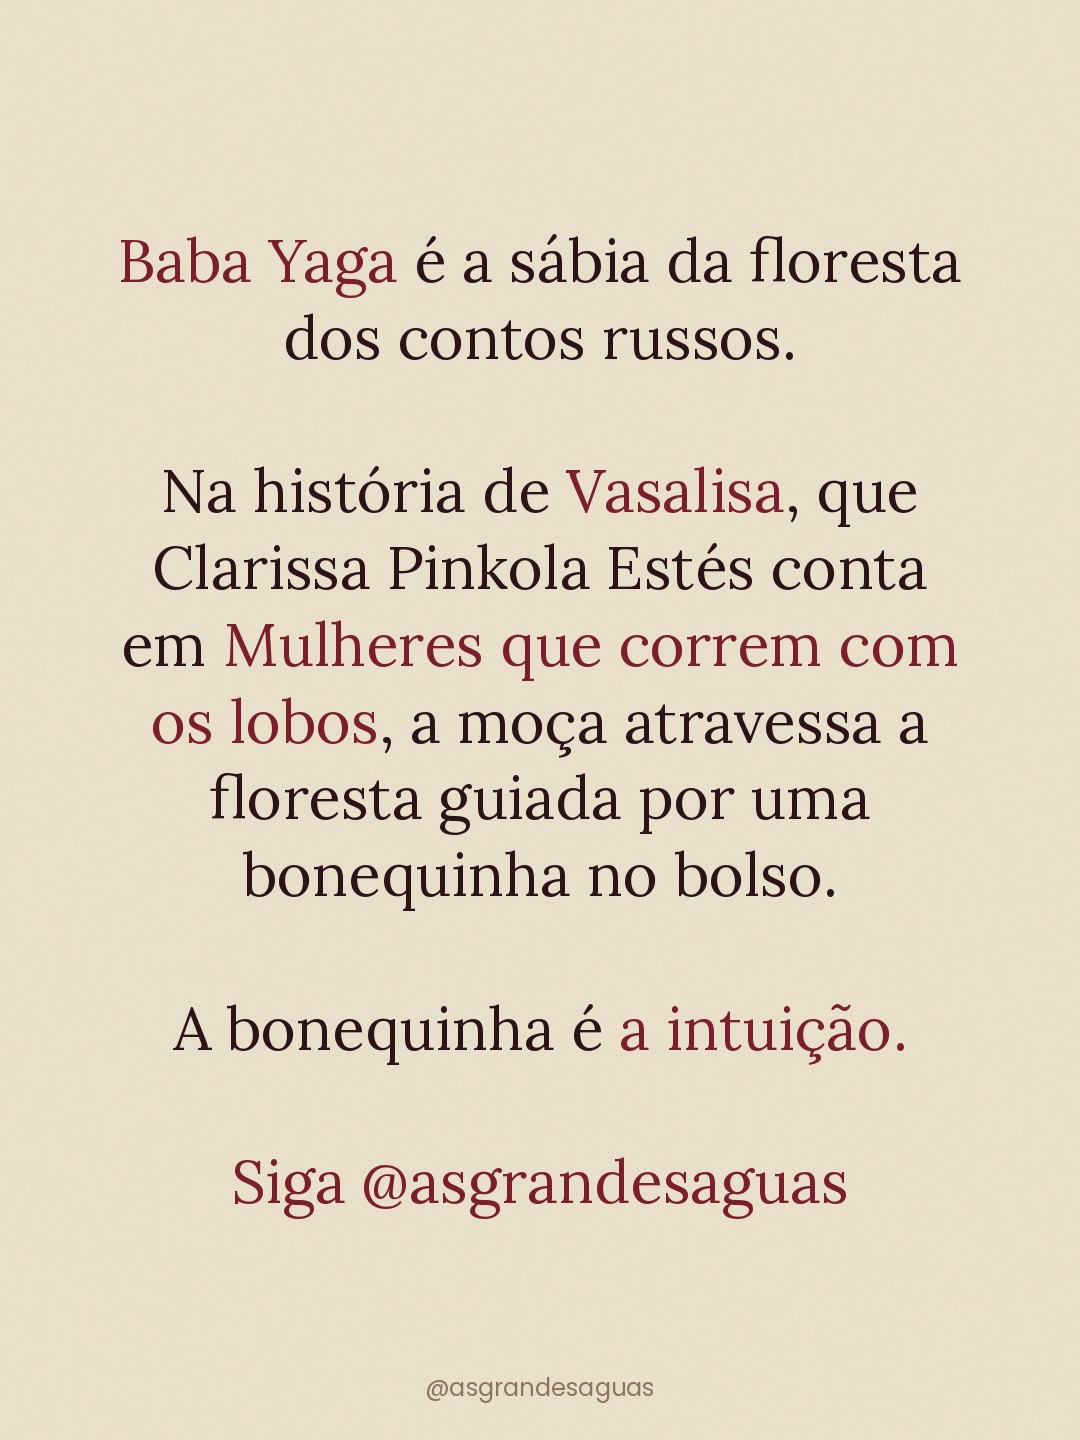 Baba Yaga é a sábia da floresta
dos contos russos.
Na história de Vasalisa, que
Clarissa Pinkola Estés conta
em Mulheres que correm com
os lobos, a moça atravessa a
floresta guiada por uma
bonequinha no bolso.
A bonequinha é a intuição.
Siga @asgrandesaguas
@asgrandesaguas